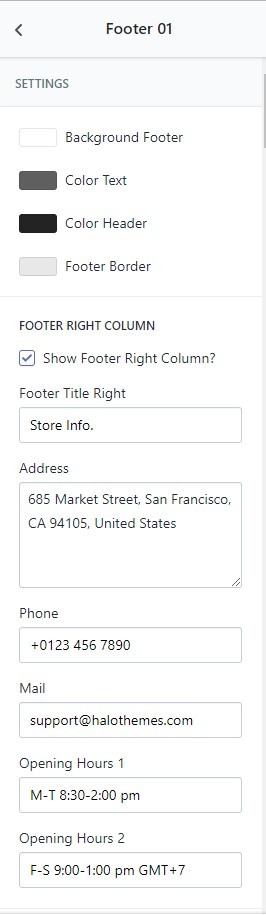 Footer 01
SETTINGS
Background Footer
Color Text
Color Header
Footer Border
FOOTER RIGHT COLUMN
Show Footer Right Column?
Footer Title Right
Store Info.
Address
685 Market Street, San Francisco,
CA 94105, United States
Phone
+0123 456 7890
Mail
support@halothemes.com
Opening Hours 1
M-T 8:30-2:00 pm
Opening Hours 2
F-S 9:00-1:00 pm GMT+7